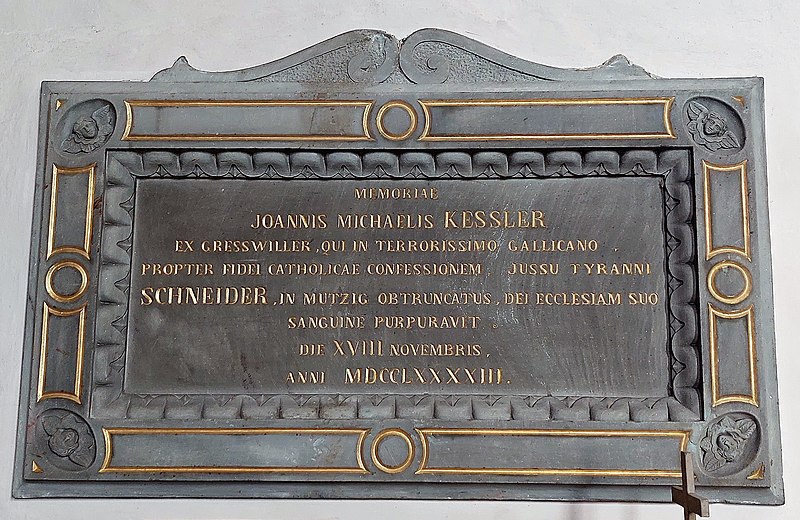 MEMORIAE
JOANNIS MICHAELIS KESSLER
EX GRESSWILLER, QUI IN TERRORISSIMO GALLICANO,
PROPTER FIDEI CATHOLICAE CONFESSIONEM, JUSSU TYRANNI
SCHNEIDER, IN MUTZIG OBTRUNCATUS, DEI ECCLESIAM SUO
SANGUINE PURPURAVIT,
DIE XVIII NOVEMBRIS,
ANNI MDCCLXXXXIII.